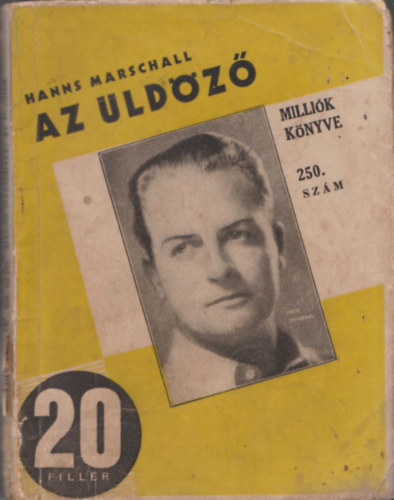 HANNS MARSCHALL
AZ ÜLDÖZŐ
MILLIÓK
KÖNYVE
250.
SZÁM
20
FILLÉR